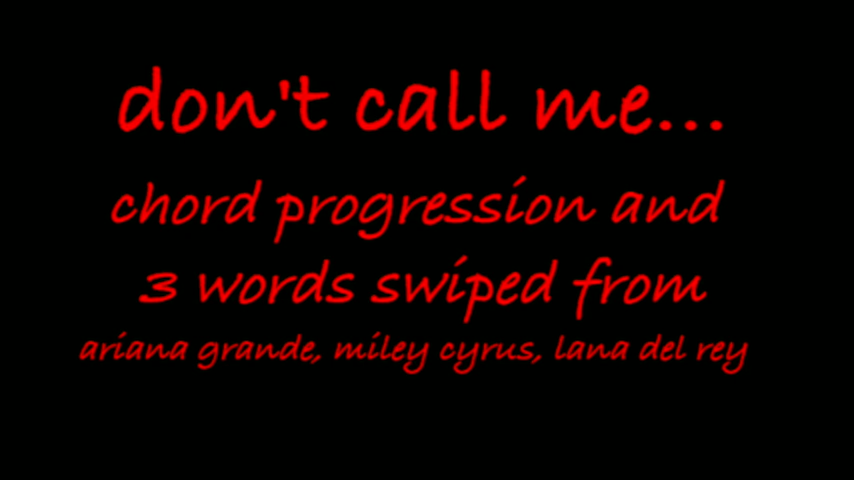 don't call me...
chord progression and
3 words swiped from
ariana grande, miley cyrus, lana del rey